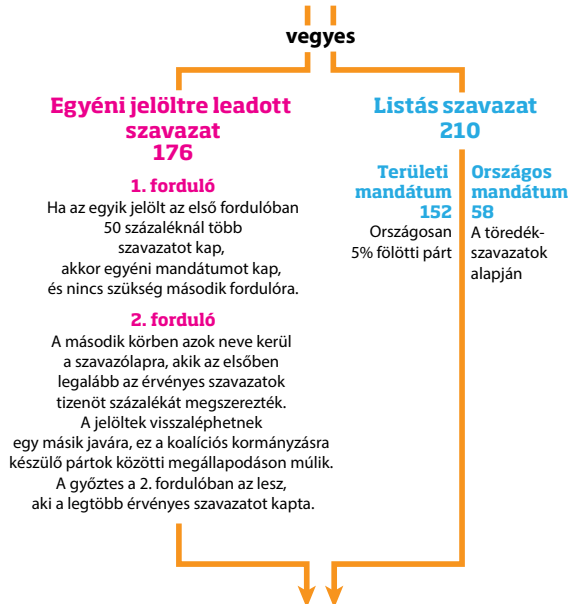 vegyes
Egyéni jelöltre leadott
szavazat
176
1. forduló
Ha az egyik jelölt az első fordulóban
50 százaléknál több
szavazatot kap,
akkor egyéni mandátumot kap,
és nincs szükség második fordulóra.
2. forduló
A második körben azok neve kerül
a szavazólapra, akik az elsőben
legalább az érvényes szavazatok
tizenöt százalékát megszerezték.
A jelöltek visszaléphetnek
egy másik javára, ez a koalíciós kormányzásra
készülő pártok közötti megállapodáson múlik.
A győztes a 2. fordulóban az lesz,
aki a legtöbb érvényes szavazatot kapta.
Listás szavazat
210
Területi
mandátum
152
Országosan
5% fölötti párt
Országos
mandátum
58
A töredék-
szavazatok
alapján